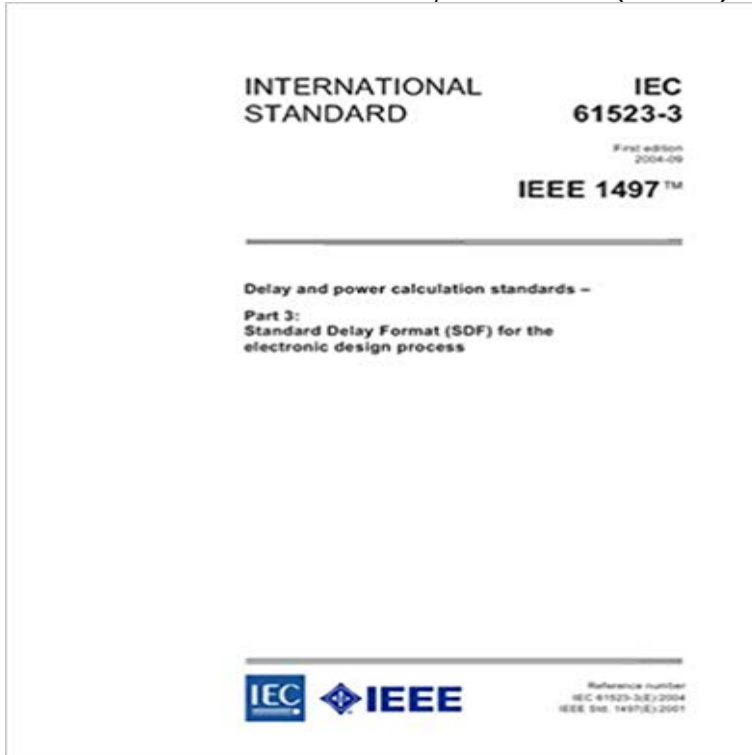 INTERNATIONAL IEC
STANDARD 61523-3
First edition
2004-09
IEEE 1497™
Delay and power calculation standards –
Part 3:
Standard Delay Format (SDF) for the
electronic design process
IEC IEEE
Reference number
IEC 61523-3(E):2004
IEEE Std. 1497(E):2001